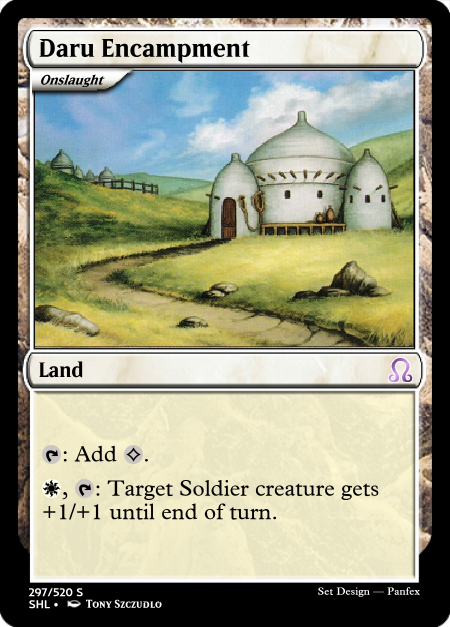 Daru Encampment
Onslaught
Land
: Add .
, : Target Soldier creature gets
+1/+1 until end of turn.
297/520 S
Set Design — Panfex
SHL • Tony Szczudlo